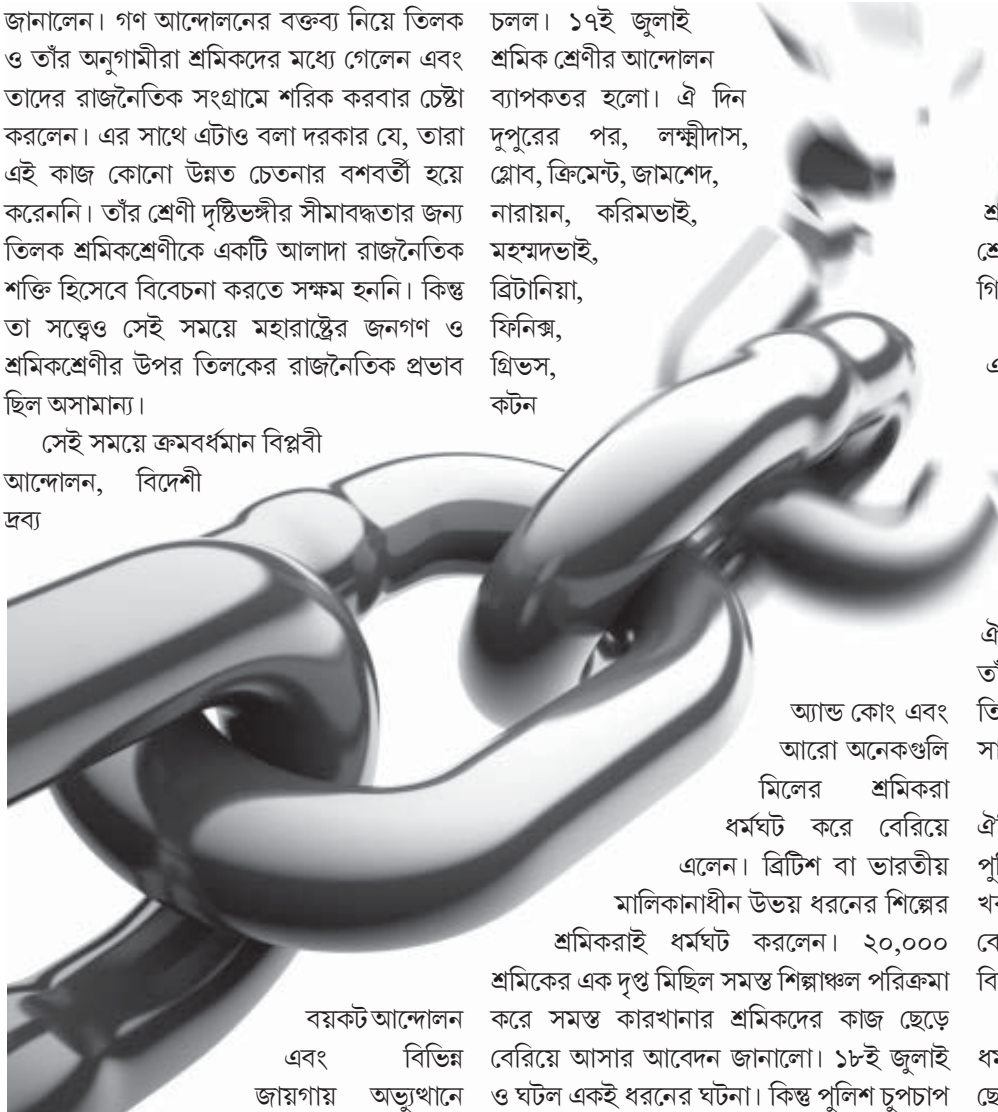 জানালেন। গণ আন্দোলনের বক্তব্য নিয়ে তিলক
ও তাঁর অনুগামীরা শ্রমিকদের মধ্যে গেলেন এবং
তাদের রাজনৈতিক সংগ্রামে শরিক করবার চেষ্টা
করলেন। এর সাথে এটাও বলা দরকার যে, তারা
এই কাজ কোনো উন্নত চেতনার বশবর্তী হয়ে
করেননি। তাঁর শ্রেণী দৃষ্টিভঙ্গীর সীমাবদ্ধতার জন্য
তিলক শ্রমিকশ্রেণীকে একটি আলাদা রাজনৈতিক
শক্তি হিসেবে বিবেচনা করতে সক্ষম হননি। কিন্তু
তা সত্ত্বেও সেই সময়ে মহারাষ্ট্রের জনগণ ও
শ্রমিকশ্রেণীর উপর তিলকের রাজনৈতিক প্রভাব
ছিল অসামান্য।
সেই সময়ে ক্রমবর্ধমান বিপ্লবী
আন্দোলন, বিদেশী
দ্রব্য
বয়কট আন্দোলন
এবং বিভিন্ন
জায়গায় অভ্যুত্থানে
চলল। ১৭ই জুলাই
শ্রমিক শ্রেণীর আন্দোলন
ব্যাপকতর হলো। ঐ দিন
দুপুরের পর, লক্ষ্মীদাস,
গ্লোব, ক্রিমেন্ট, জামশেদ,
নারায়ন, করিমভাই,
মহম্মদভাই,
ব্রিটানিয়া,
ফিনিক্স,
গ্রিভস,
কটন
অ্যান্ড কোং এবং
আরো অনেকগুলি
মিলের শ্রমিকরা
ধর্মঘট করে বেরিয়ে
এলেন। ব্রিটিশ বা ভারতীয়
মালিকানাধীন উভয় ধরনের শিল্পের
শ্রমিকরাই ধর্মঘট করলেন। ২০,০০০
শ্রমিকের এক দৃপ্ত মিছিল সমস্ত শিল্পাঞ্চল পরিক্রমা
করে সমস্ত কারখানার শ্রমিকদের কাজ ছেড়ে
বেরিয়ে আসার আবেদন জানালো। ১৮ই জুলাই
ও ঘটল একই ধরনের ঘটনা। কিন্তু পুলিশ চুপচাপ